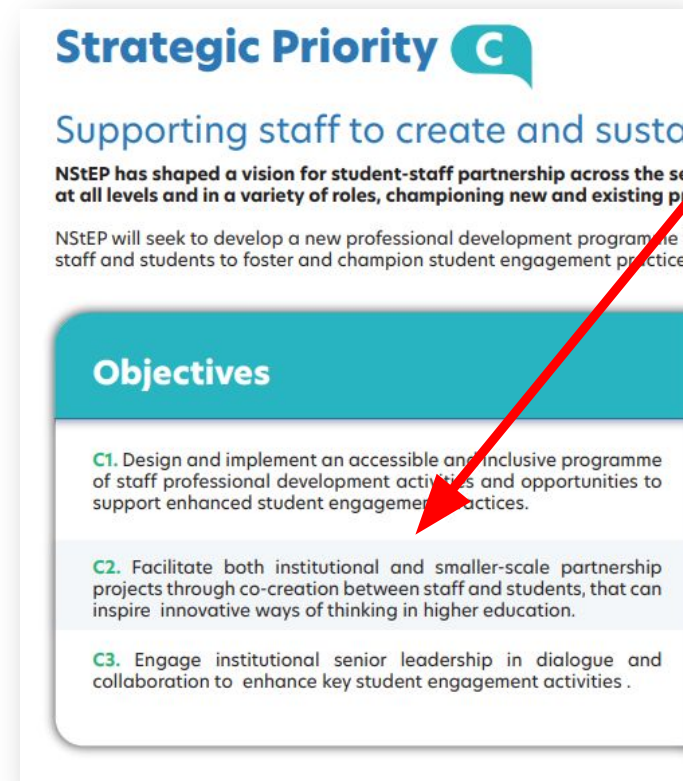 Strategic Priority C
Supporting staff to create and susta
NStEP has shaped a vision for student-staff partnership across the se
at all levels and in a variety of roles, championing new and existing p
NStEP will seek to develop a new professional development programme
staff and students to foster and champion student engagement practice
Objectives
C1. Design and implement an accessible and inclusive programme
of staff professional development activities and opportunities to
support enhanced student engagement practices.
C2. Facilitate both institutional and smaller-scale partnership
projects through co-creation between staff and students, that can
inspire innovative ways of thinking in higher education.
C3. Engage institutional senior leadership in dialogue and
collaboration to enhance key student engagement activities .